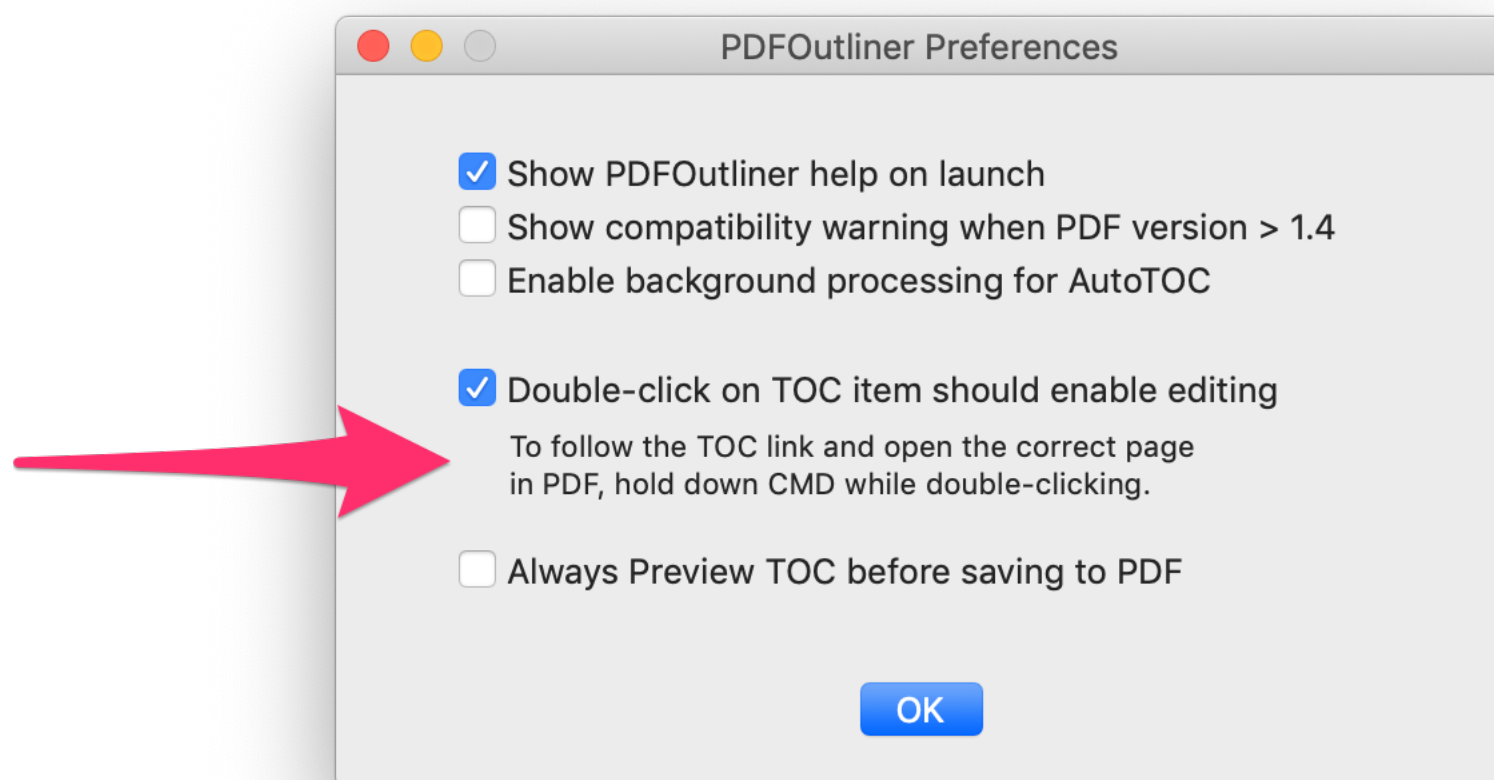 PDFOutliner Preferences
Show PDFOutliner help on launch
Show compatibility warning when PDF version > 1.4
Enable background processing for AutoTOC
Double-click on TOC item should enable editing
To follow the TOC link and open the correct page
in PDF, hold down CMD while double-clicking.
Always Preview TOC before saving to PDF
OK